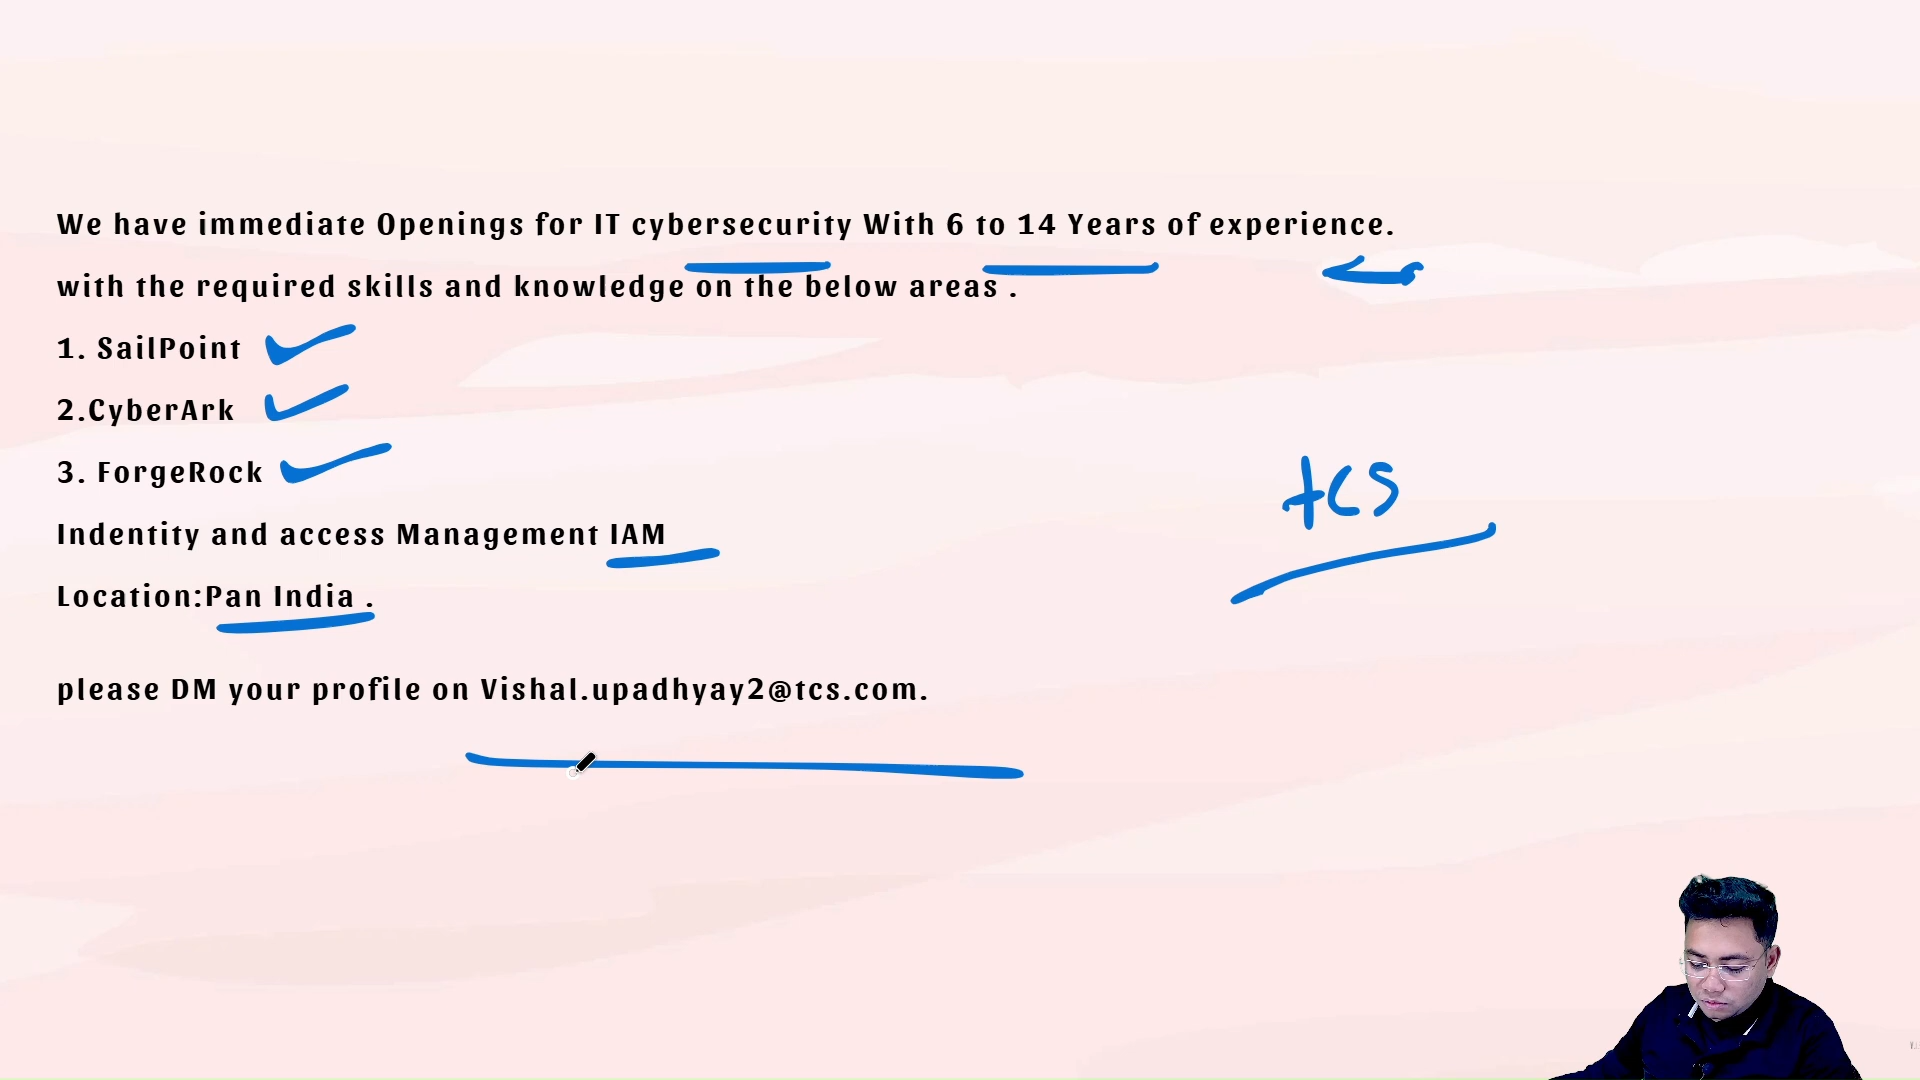 We have immediate Openings for IT cybersecurity With 6 to 14 Years of experience.
with the required skills and knowledge on the below areas .
1. SailPoint
2.CyberArk
3. ForgeRock
tcs
Indentity and access Management IAM
Location:Pan India .
please DM your profile on Vishal.upadhyay2@tcs.com.